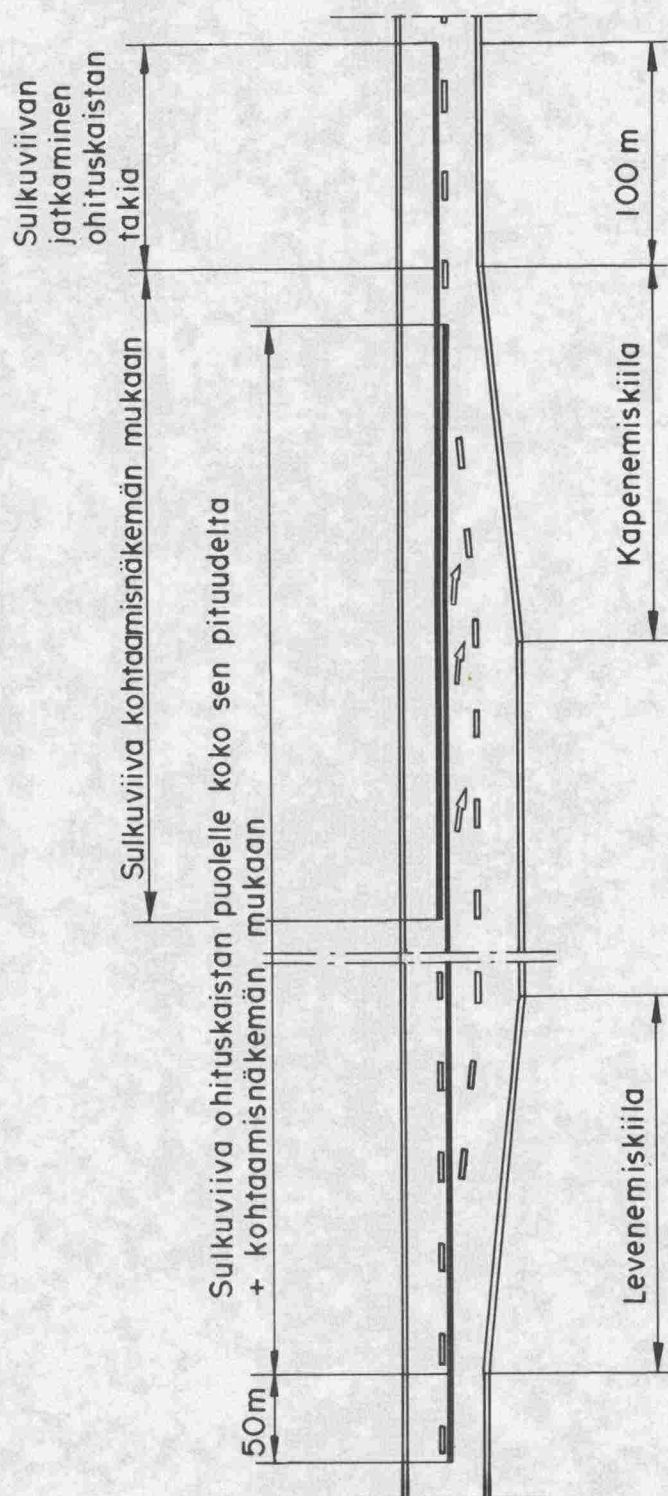 Sulkuviivan
jatkaminen
ohituskaistan
takia
Sulkuviiva kohtaamisnäkemän mukaan
Sulkuviiva ohituskaistan puolelle koko sen pituudelta
+ kohtaamisnäkemän mukaan
50m
Levenemiskiila
Kapenemiskiila
100 m